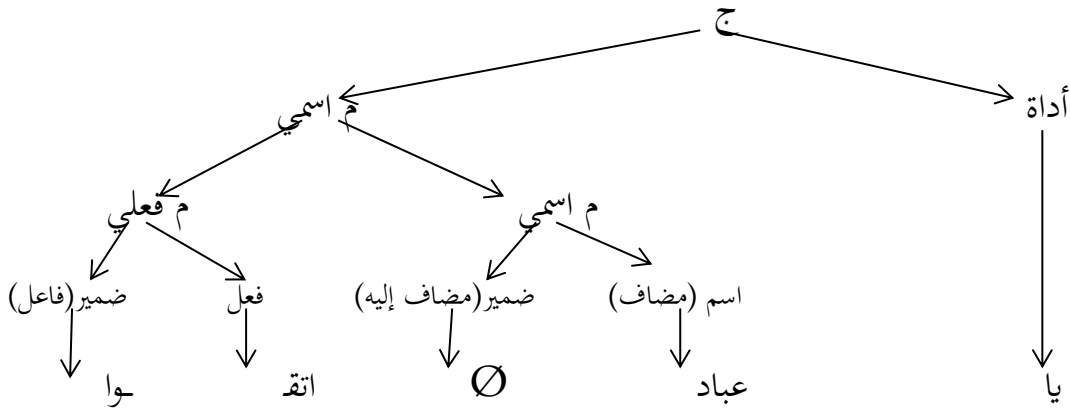 ج
أداة م اسمي
م اسمي م فعلي
اسم (مضاف) ضمير(مضاف إليه) فعل ضمير(فاعل)
يا عباد Ø اتقـ ـوا